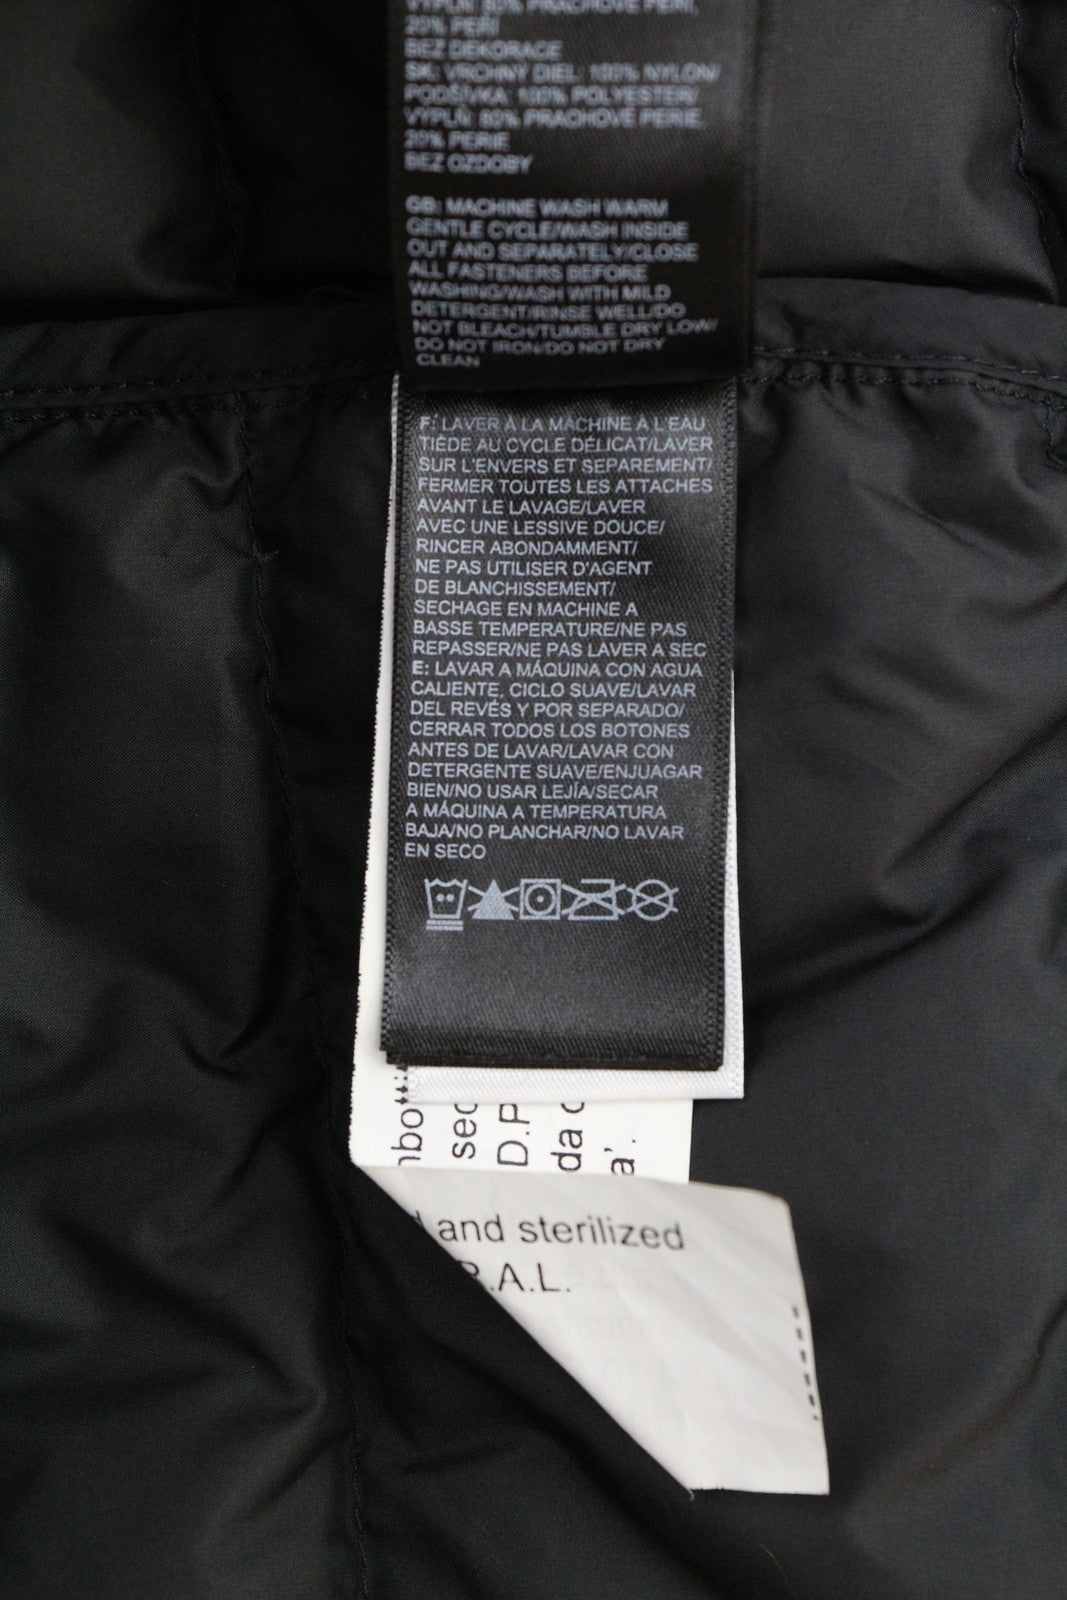 VÝPLŇ: 80% PRACHOVÉ PEŘÍ,
20% PEŘÍ
BEZ DEKORACE
SK: VRCHNÝ DIEL: 100% NYLON/
PODŠÍVKA: 100% POLYESTER/
VÝPLŇ: 80% PRACHOVÉ PERIE,
20% PERIE
BEZ OZDOBY
GB: MACHINE WASH WARM
GENTLE CYCLE/WASH INSIDE
OUT AND SEPARATELY/CLOSE
ALL FASTENERS BEFORE
WASHING/WASH WITH MILD
DETERGENT/RINSE WELL/DO
NOT BLEACH/TUMBLE DRY LOW/
DO NOT IRON/DO NOT DRY
CLEAN
F: LAVER À LA MACHINE À L'EAU
TIÈDE AU CYCLE DÉLICAT/LAVER
SUR L'ENVERS ET SEPAREMENT/
FERMER TOUTES LES ATTACHES
AVANT LE LAVAGE/LAVER
AVEC UNE LESSIVE DOUCE/
RINCER ABONDAMMENT/
NE PAS UTILISER D'AGENT
DE BLANCHISSEMENT/
SECHAGE EN MACHINE A
BASSE TEMPERATURE/NE PAS
REPASSER/NE PAS LAVER A SEC
E: LAVAR A MÁQUINA CON AGUA
CALIENTE, CICLO SUAVE/LAVAR
DEL REVÉS Y POR SEPARADO/
CERRAR TODOS LOS BOTONES
ANTES DE LAVAR/LAVAR CON
DETERGENTE SUAVE/ENJUAGAR
BIEN/NO USAR LEJÍA/SECAR
A MÁQUINA A TEMPERATURA
BAJA/NO PLANCHAR/NO LAVAR
EN SECO
sec
D.P
da
a'.
and sterilized
R.A.L.